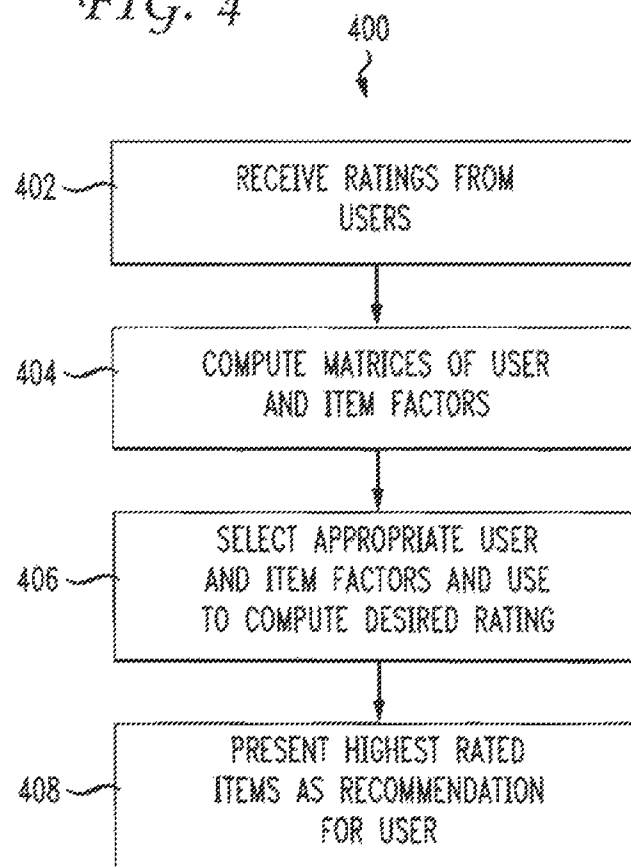 FIG. 4
400
402
RECEIVE RATINGS FROM
USERS
404
COMPUTE MATRICES OF USER
AND ITEM FACTORS
406
SELECT APPROPRIATE USER
AND ITEM FACTORS AND USE
TO COMPUTE DESIRED RATING
408
PRESENT HIGHEST RATED
ITEMS AS RECOMMENDATION
FOR USER